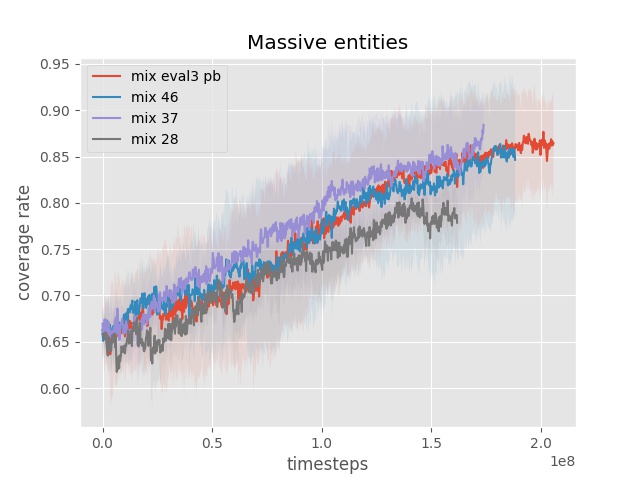 Massive entities
mix eval3 pb
mix 46
mix 37
mix 28
coverage rate
0.95
0.90
0.85
0.80
0.75
0.70
0.65
0.60
0.0 0.5 1.0 1.5 2.0
1e8
timesteps